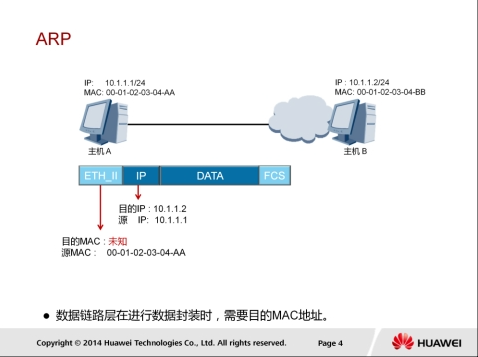 ARP
IP: 10.1.1.1/24
MAC: 00-01-02-03-04-AA
IP : 10.1.1.2/24
MAC: 00-01-02-03-04-BB
主机 A
主机 B
ETH_II IP DATA FCS
目的IP : 10.1.1.2
源 IP: 10.1.1.1
目的MAC : 未知
源MAC : 00-01-02-03-04-AA
● 数据链路层在进行数据封装时，需要目的MAC地址。
Copyright © 2014 Huawei Technologies Co., Ltd. All rights reserved. Page 4 HUAWEI